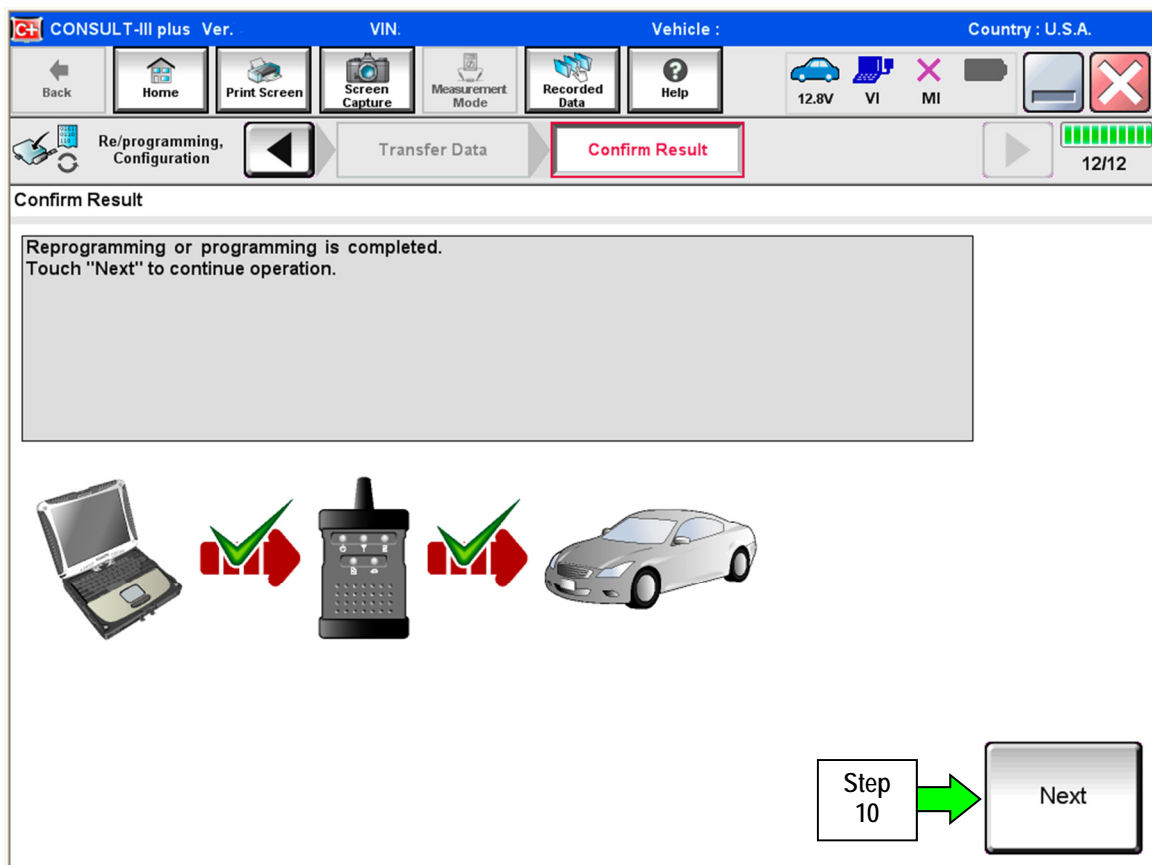 C+ CONSULT-III plus Ver. VIN: Vehicle : Country : U.S.A.
Back
Home
Print Screen
Screen
Capture
Measurement
Mode
Recorded
Data
Help
12.8V
VI
MI
Re/programming,
Configuration
Transfer Data
Confirm Result
12/12
Confirm Result
Reprogramming or programming is completed.
Touch "Next" to continue operation.
Step
10
Next